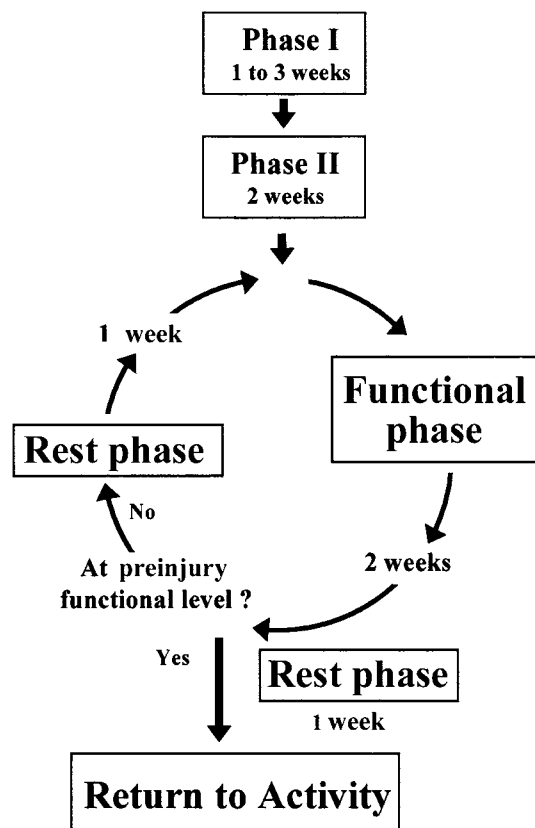 Phase I
1 to 3 weeks
Phase II
2 weeks
1 week
Functional
phase
Rest phase
No
2 weeks
At preinjury
functional level ?
Yes
Rest phase
1 week
Return to Activity